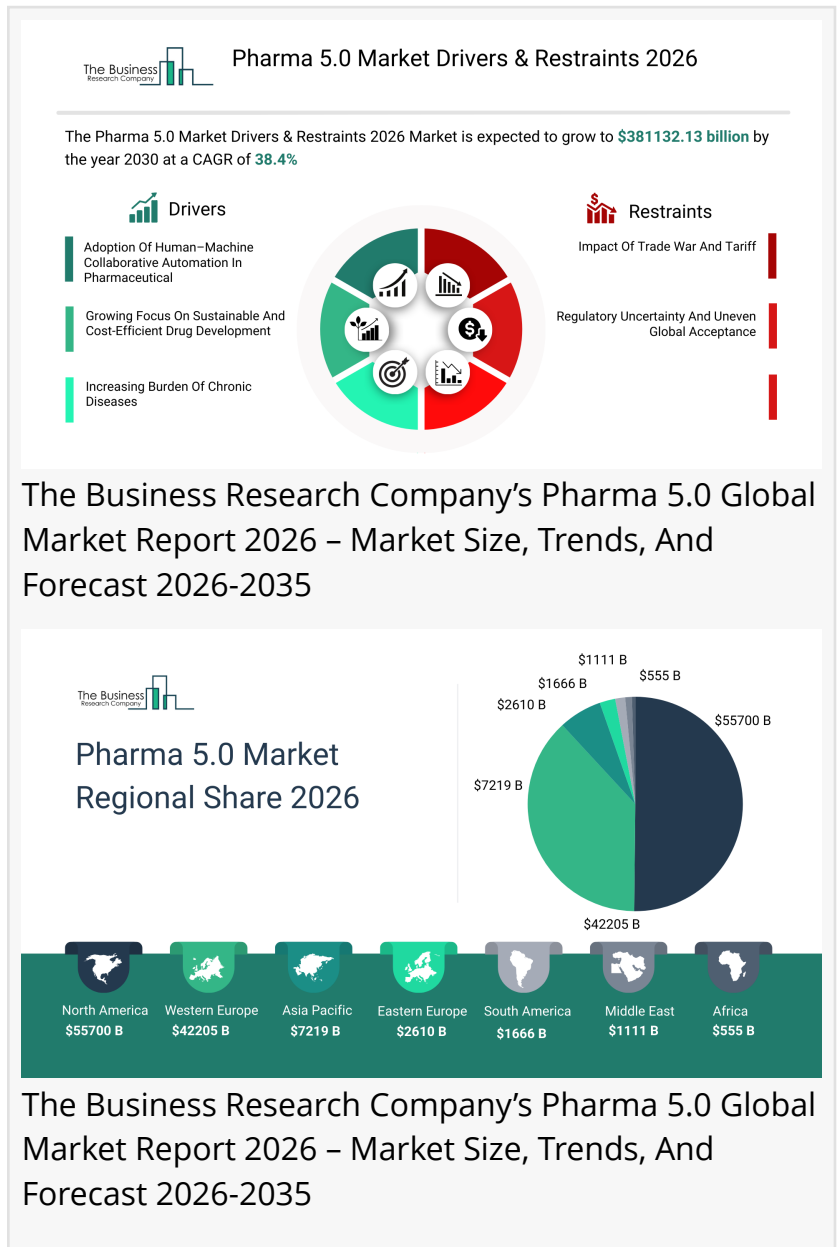 The Business
Research Company
Pharma 5.0 Market Drivers & Restraints 2026
The Pharma 5.0 Market Drivers & Restraints 2026 Market is expected to grow to $381132.13 billion by
the year 2030 at a CAGR of 38.4%
Drivers
Adoption Of Human–Machine
Collaborative Automation In
Pharmaceutical
Growing Focus On Sustainable And
Cost-Efficient Drug Development
Increasing Burden Of Chronic
Diseases
Restraints
Impact Of Trade War And Tariff
Regulatory Uncertainty And Uneven
Global Acceptance
The Business Research Company’s Pharma 5.0 Global
Market Report 2026 – Market Size, Trends, And
Forecast 2026-2035
The Business
Research Company
Pharma 5.0 Market
Regional Share 2026
$1111 B
$555 B
$1666 B
$2610 B
$55700 B
$7219 B
$42205 B
North America
$55700 B
Western Europe
$42205 B
Asia Pacific
$7219 B
Eastern Europe
$2610 B
South America
$1666 B
Middle East
$1111 B
Africa
$555 B
The Business Research Company’s Pharma 5.0 Global
Market Report 2026 – Market Size, Trends, And
Forecast 2026-2035